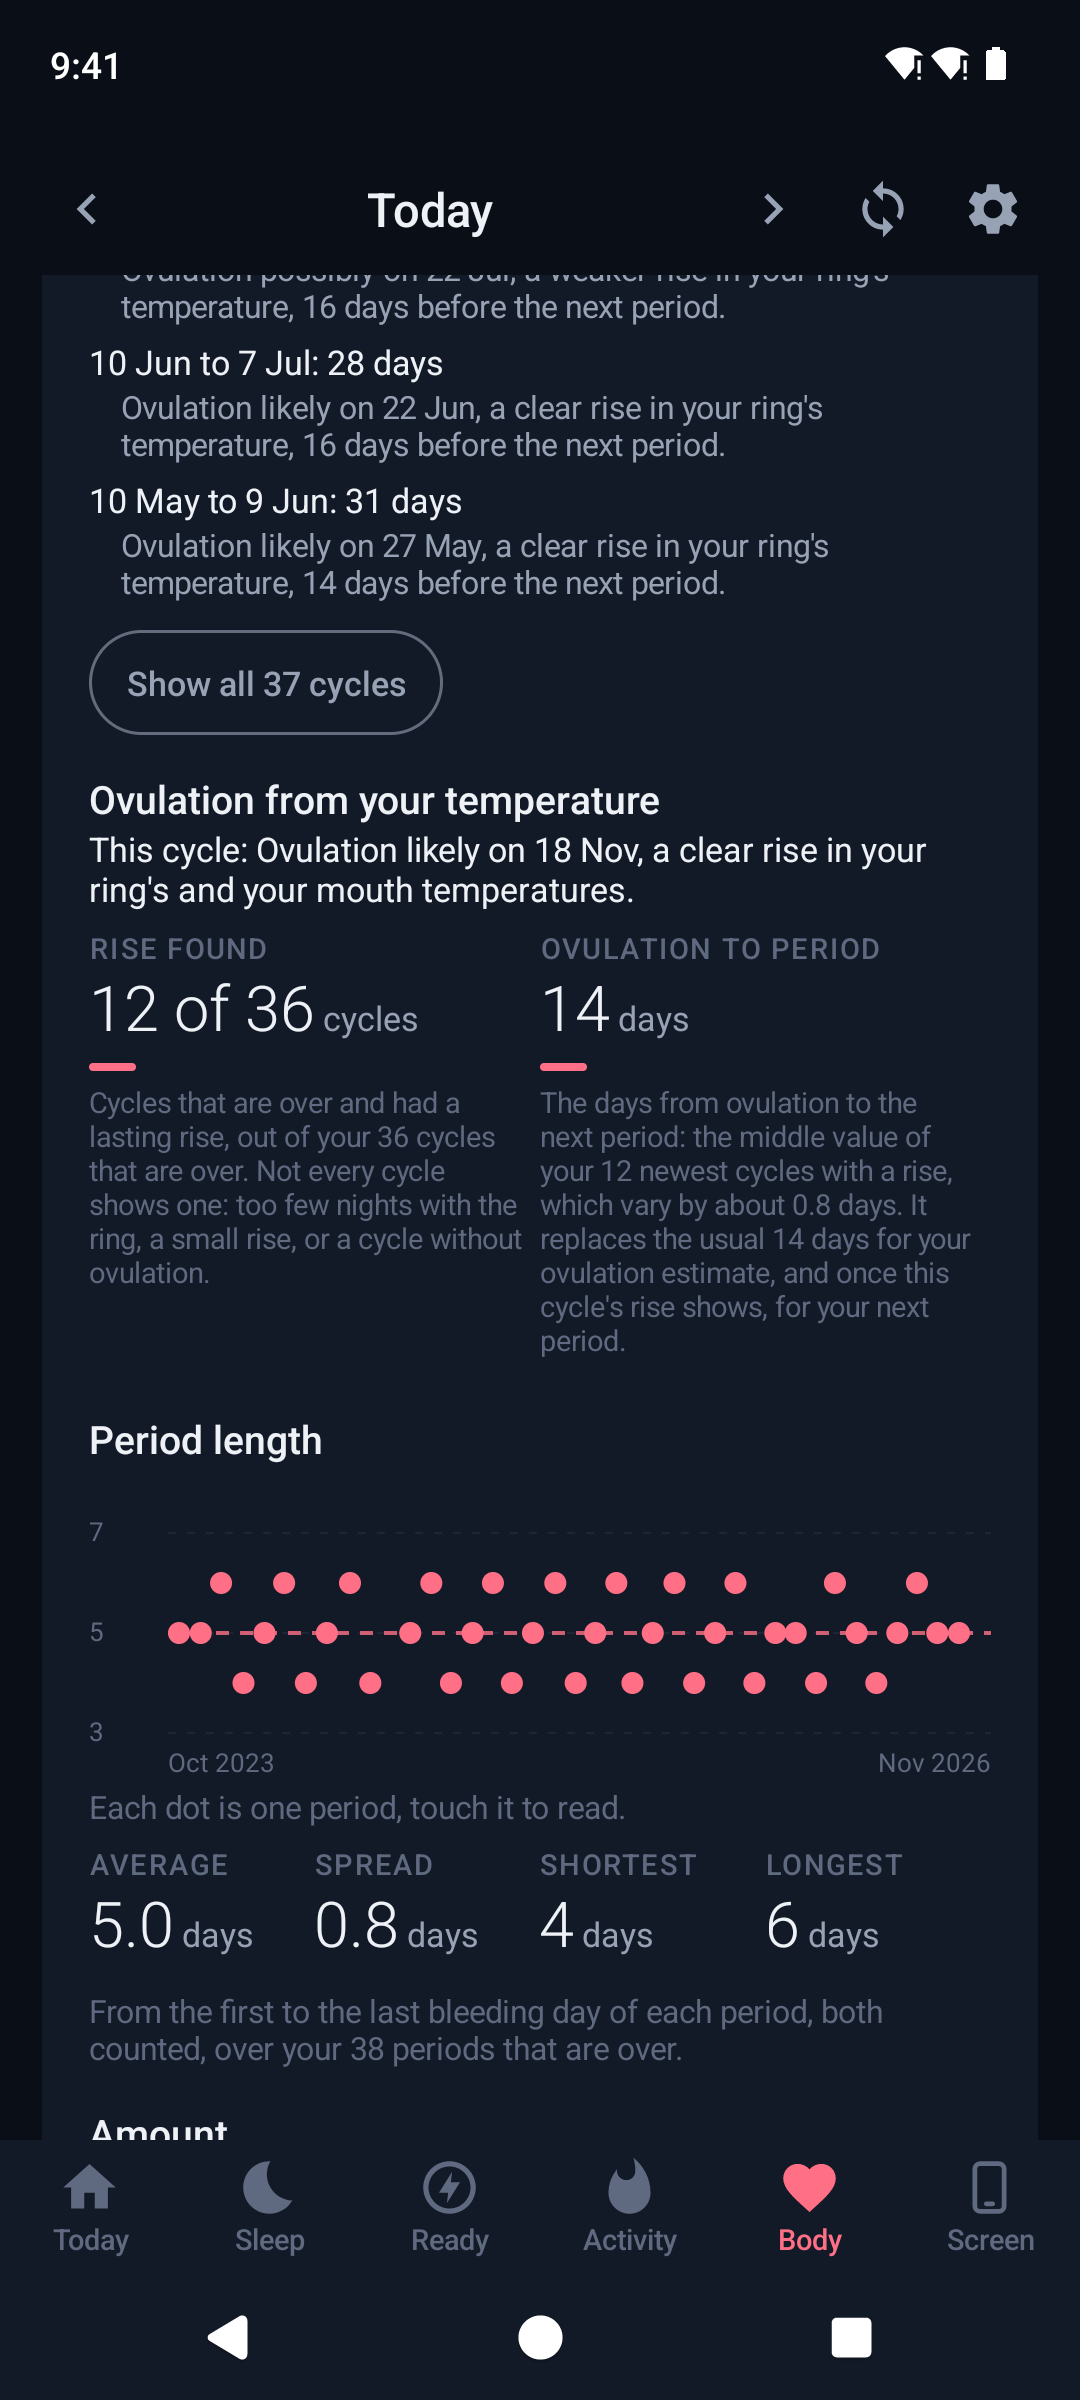 9:41
Today
Ovulation possibly on 22 Jul, a weaker rise in your ring's
temperature, 16 days before the next period.
10 Jun to 7 Jul: 28 days
Ovulation likely on 22 Jun, a clear rise in your ring's
temperature, 16 days before the next period.
10 May to 9 Jun: 31 days
Ovulation likely on 27 May, a clear rise in your ring's
temperature, 14 days before the next period.
Show all 37 cycles
Ovulation from your temperature
This cycle: Ovulation likely on 18 Nov, a clear rise in your
ring's and your mouth temperatures.
RISE FOUND
12 of 36 cycles
Cycles that are over and had a
lasting rise, out of your 36 cycles
that are over. Not every cycle
shows one: too few nights with the
ring, a small rise, or a cycle without
ovulation.
OVULATION TO PERIOD
14 days
The days from ovulation to the
next period: the middle value of
your 12 newest cycles with a rise,
which vary by about 0.8 days. It
replaces the usual 14 days for your
ovulation estimate, and once this
cycle's rise shows, for your next
period.
Period length
7
5
3
Oct 2023 Nov 2026
Each dot is one period, touch it to read.
AVERAGE SPREAD SHORTEST LONGEST
5.0 days 0.8 days 4 days 6 days
From the first to the last bleeding day of each period, both
counted, over your 38 periods that are over.
Amount
Today Sleep Ready Activity Body Screen